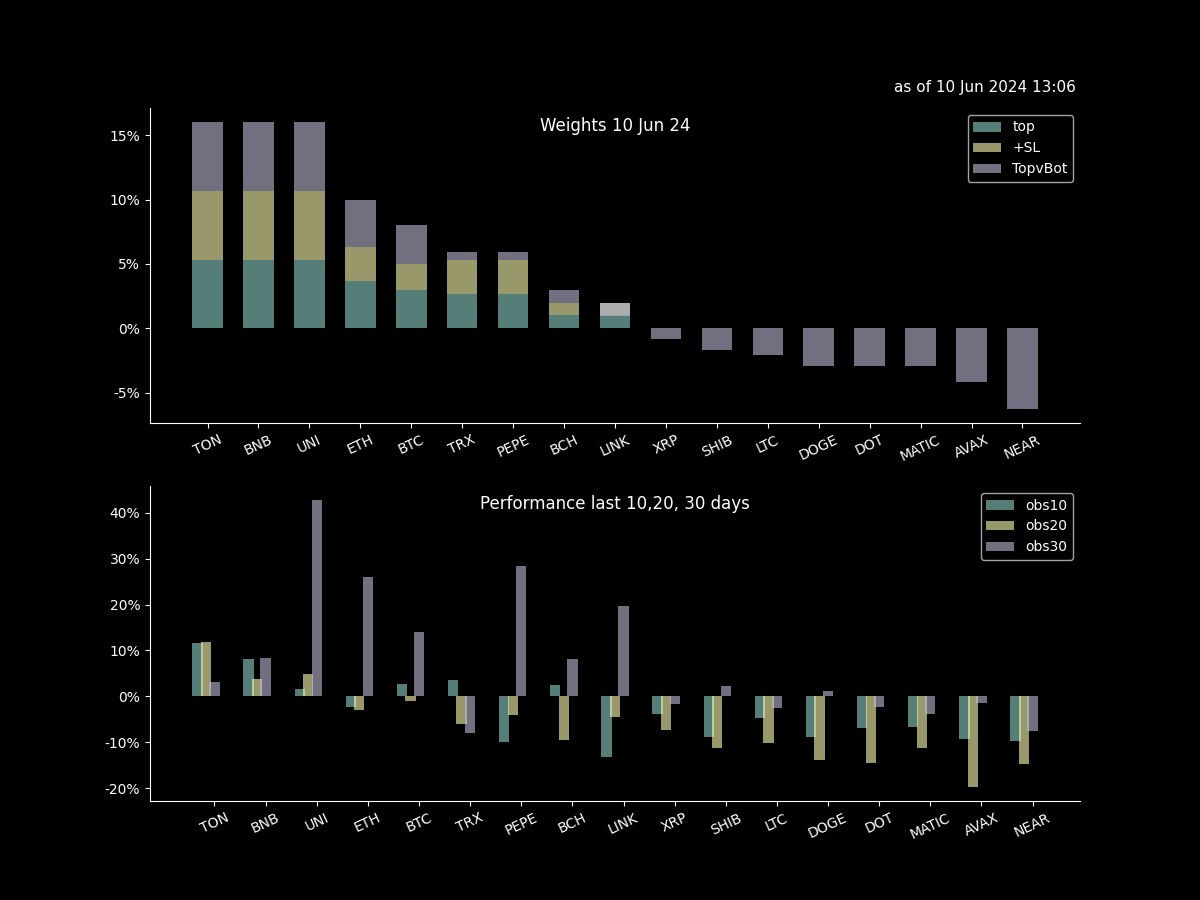 as of 10 Jun 2024 13:06
Weights 10 Jun 24
top
+SL
TopvBot
15%
10%
5%
0%
-5%
TON BNB UNI ETH BTC TRX PEPE BCH LINK XRP SHIB LTC DOGE DOT MATIC AVAX NEAR
Performance last 10,20, 30 days
obs10
obs20
obs30
40%
30%
20%
10%
0%
-10%
-20%
TON BNB UNI ETH BTC TRX PEPE BCH LINK XRP SHIB LTC DOGE DOT MATIC AVAX NEAR